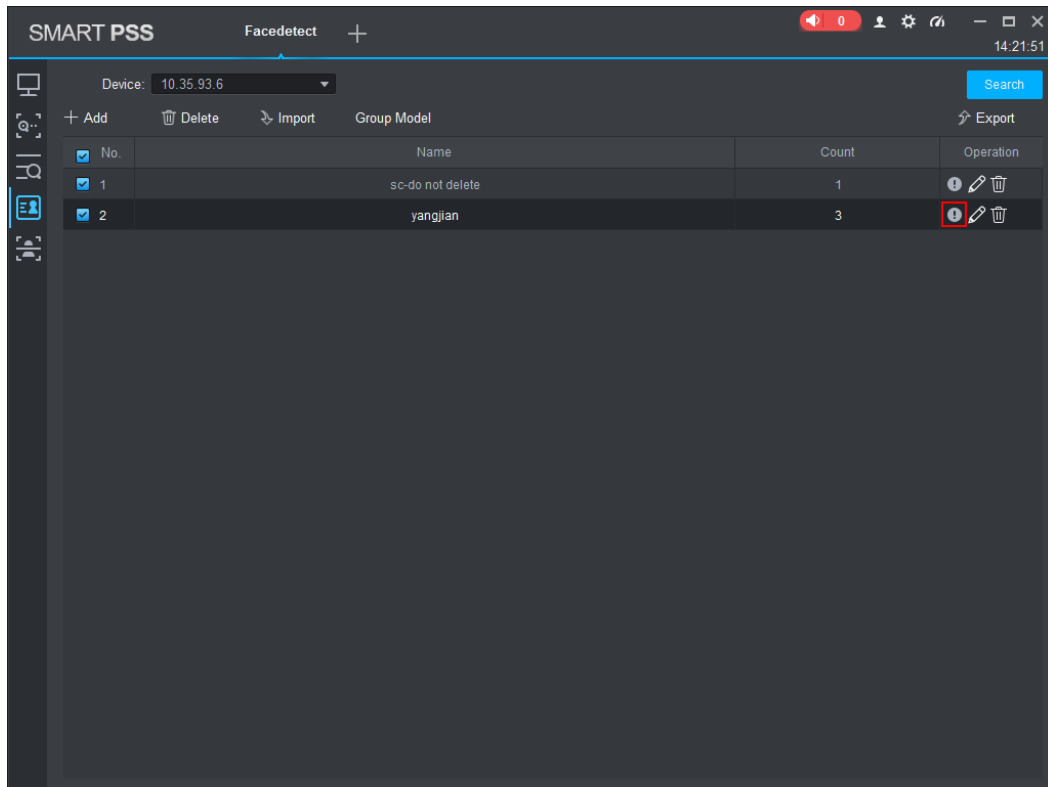 SMART PSS Facedetect 0
14:21:51
Device: 10.35.93.6 Search
Add Delete Import Group Model Export
No. Name Count Operation
1 sc-do not delete 1
2 yangjian 3